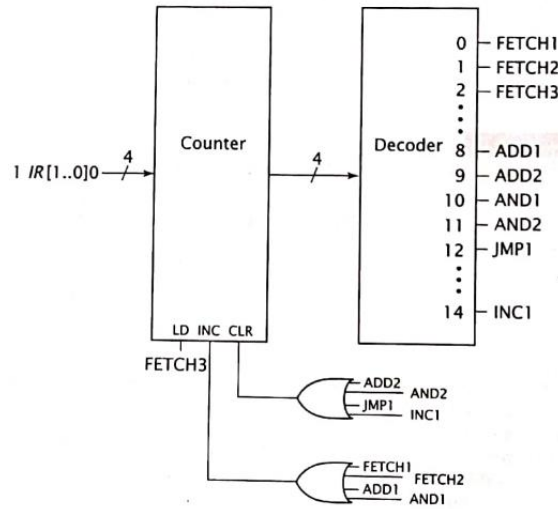 0 FETCH1
1 FETCH2
2 FETCH3
Counter
Decoder
1 IR[1..0]0
4
4
8 ADD1
9 ADD2
10 AND1
11 AND2
12 JMP1
14 INC1
LD INC CLR
FETCH3
ADD2
AND2
JMP1
INC1
FETCH1
FETCH2
ADD1
AND1